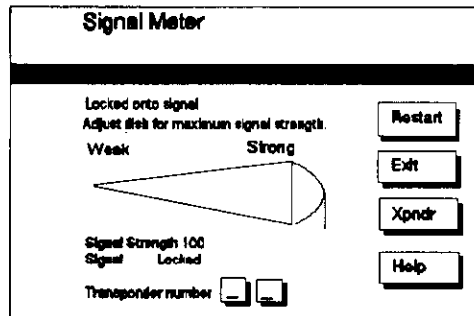 Signal Meter
Locked onto signal
Adjust dish for maximum signal strength.
Weak Strong
Signal Strength 100
Signal Locked
Transponder number _ _
Restart
Exit
Xpndr
Help